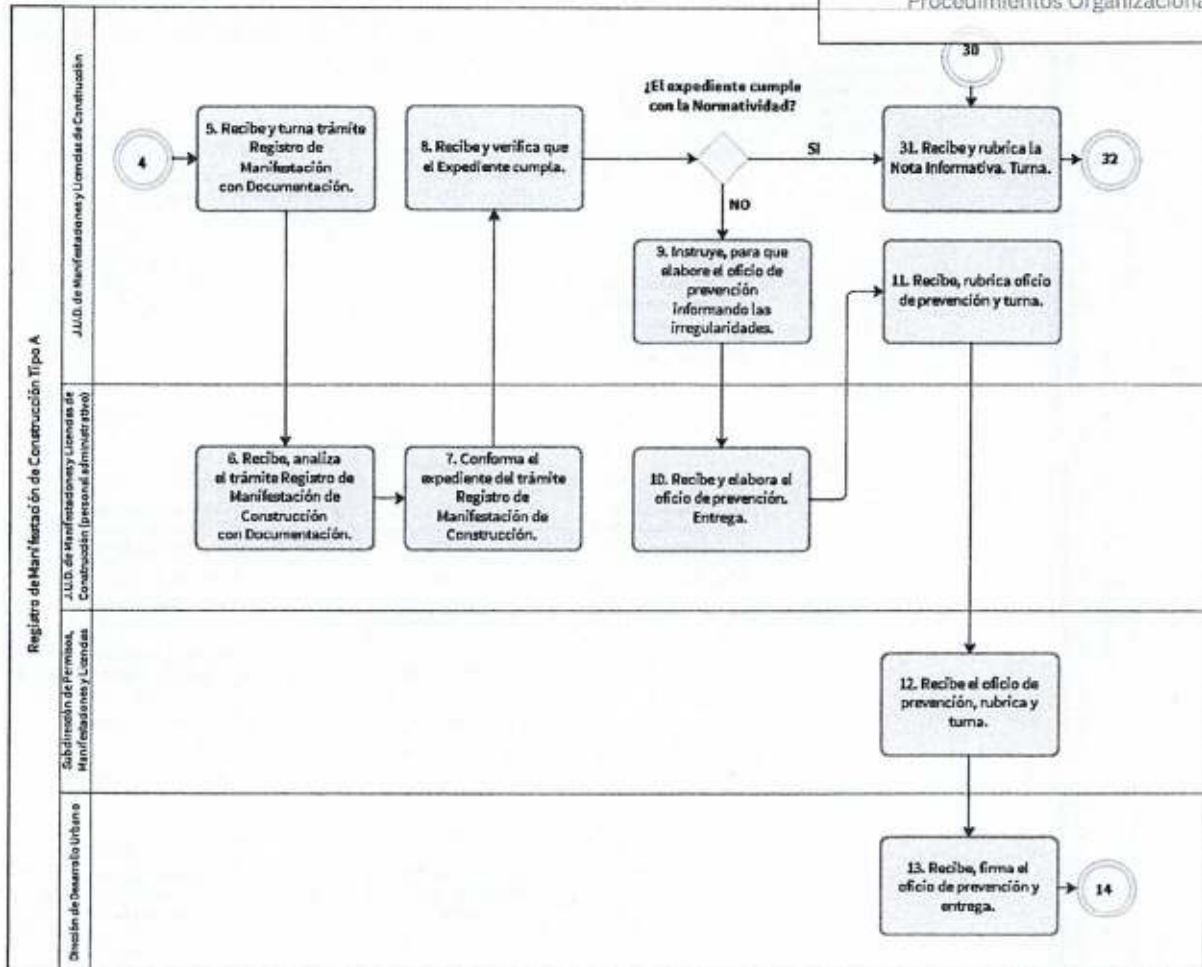 Procedimientos Organizaciona
Registro de Manifestación de Construcción Tipo A
J.U.D. de Manifestaciones y Licencias de Construcción
30
¿El expediente cumple
con la Normatividad?
4
5. Recibe y turna trámite
Registro de
Manifestación
con Documentación.
8. Recibe y verifica que
el Expediente cumpla.
SI
31. Recibe y rubrica la
Nota Informativa. Turna.
32
NO
9. Instruye, para que
elabore el oficio de
prevención
informando las
irregularidades.
11. Recibe, rubrica oficio
de prevención y turna.
J.U.D. de Manifestaciones y Licencias de
Construcción (personal administrativo)
6. Recibe, analiza
el trámite Registro de
Manifestación de
Construcción
con Documentación.
7. Conforma el
expediente del trámite
Registro de
Manifestación de
Construcción.
10. Recibe y elabora el
oficio de prevención.
Entrega.
Subdirección de Permisos,
Manifestaciones y Licencias
12. Recibe el oficio de
prevención, rubrica y
turna.
Dirección de Desarrollo Urbano
13. Recibe, firma el
oficio de prevención y
entrega.
14